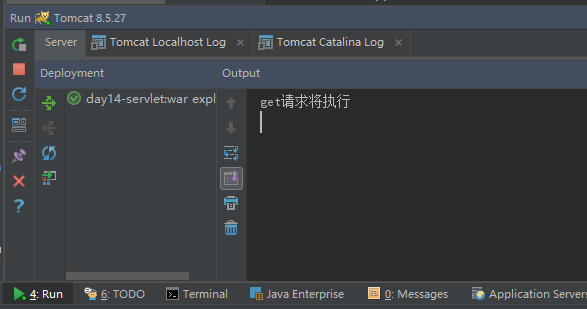 Run Tomcat 8.5.27
Server Tomcat Localhost Log Tomcat Catalina Log
Deployment Output
day14-servlet:war expl get请求将执行
4: Run 6: TODO Terminal Java Enterprise 0: Messages Application Servers